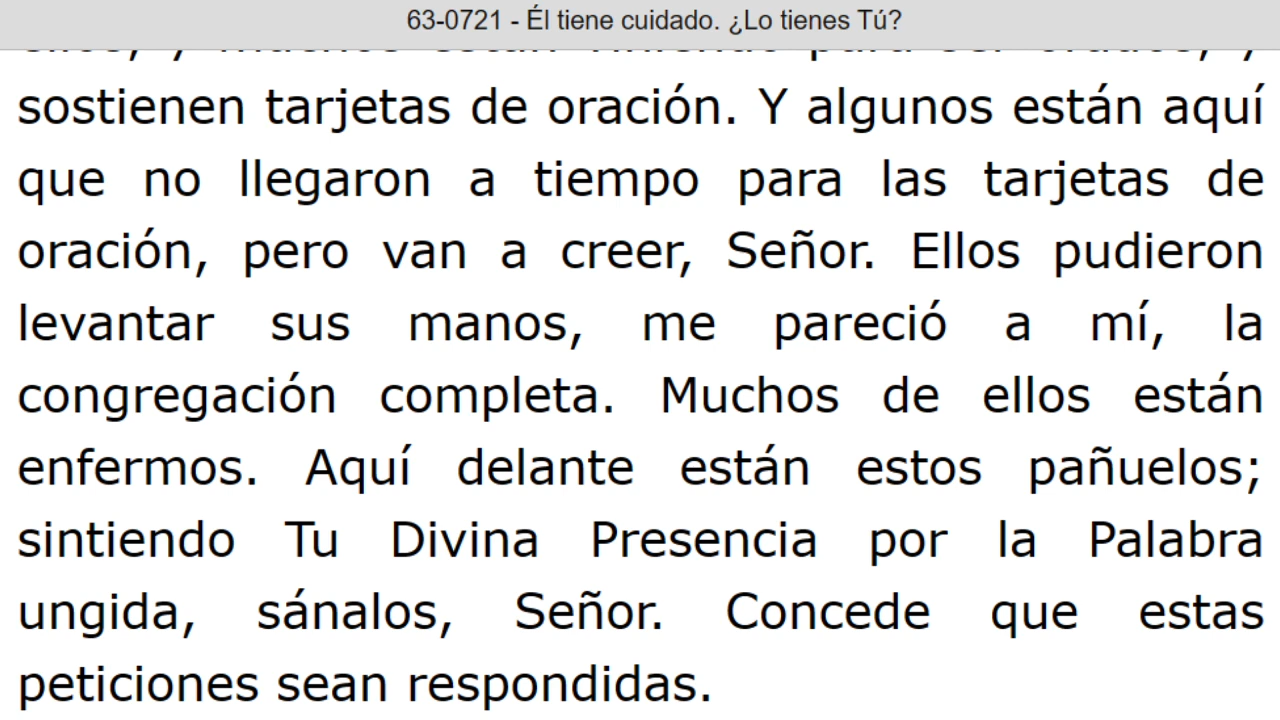 63-0721 - Él tiene cuidado. ¿Lo tienes Tú?
sostienen tarjetas de oración. Y algunos están aquí
que no llegaron a tiempo para las tarjetas de
oración, pero van a creer, Señor. Ellos pudieron
levantar sus manos, me pareció a mí, la
congregación completa. Muchos de ellos están
enfermos. Aquí delante están estos pañuelos;
sintiendo Tu Divina Presencia por la Palabra
ungida, sánalos, Señor. Concede que estas
peticiones sean respondidas.